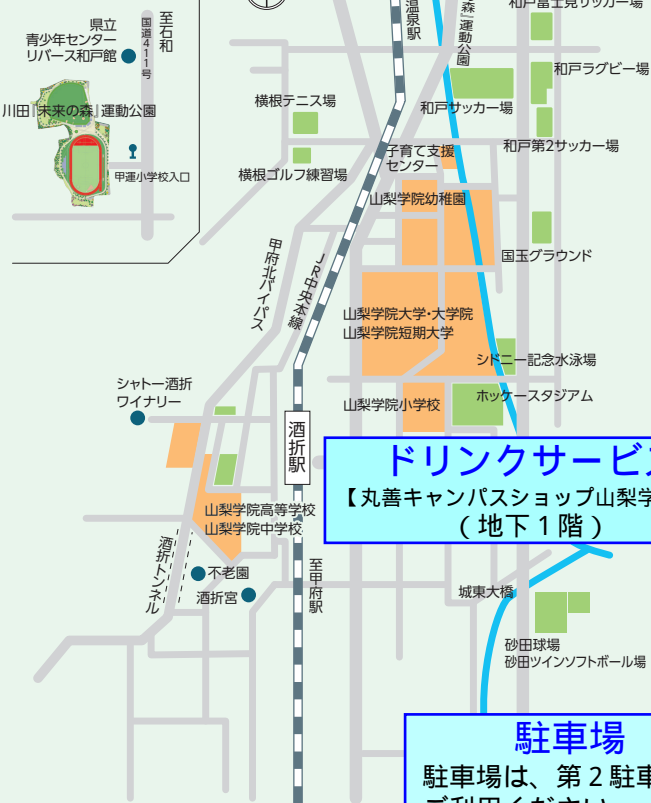 県立
青少年センター
リバース和戸館
国道411号
至石和
川田『未来の森』運動公園
甲運小学校入口
横根テニス場
横根ゴルフ練習場
温泉駅
森』運動公園
和戸富士見サッカー場
和戸ラグビー場
和戸サッカー場
和戸第2サッカー場
子育て支援
センター
山梨学院幼稚園
国玉グラウンド
甲府北バイパス
JR中央本線
山梨学院大学・大学院
山梨学院短期大学
シドニー記念水泳場
ホッケースタジアム
山梨学院小学校
シャトー酒折
ワイナリー
酒折駅
ドリンクサービ
【丸善キャンパスショップ山梨学
（地下1階）
山梨学院高等学校
山梨学院中学校
酒折トンネル
不老園
酒折宮
至甲府駅
城東大橋
砂田球場
砂田ツインソフトボール場
駐車場
駐車場は、第2駐車
ご利用ください